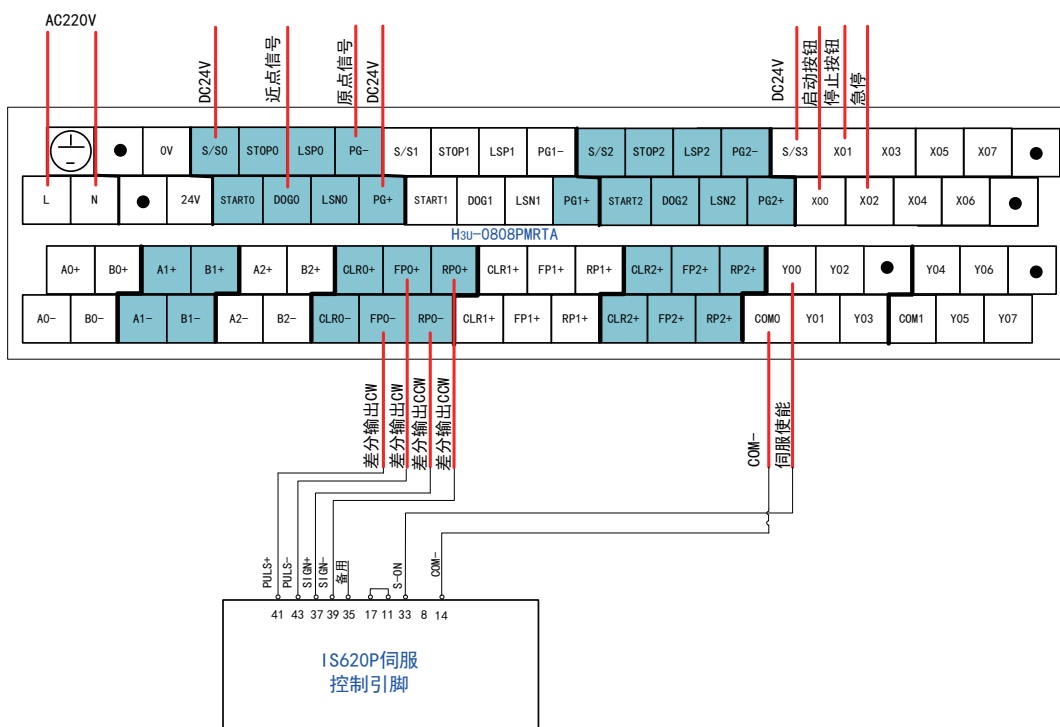 AC220V
DC24V
近点信号
原点信号
DC24V
DC24V
启动按钮
停止按钮
急停
0V S/S0 STOP0 LSP0 PG- S/S1 STOP1 LSP1 PG1- S/S2 STOP2 LSP2 PG2- S/S3 X01 X03 X05 X07
L N 24V START0 DOG0 LSN0 PG+ START1 DOG1 LSN1 PG1+ START2 DOG2 LSN2 PG2+ X00 X02 X04 X06
H3U-0808PMRTA
A0+ B0+ A1+ B1+ A2+ B2+ CLR0+ FP0+ RP0+ CLR1+ FP1+ RP1+ CLR2+ FP2+ RP2+ Y00 Y02 Y04 Y06
A0- B0- A1- B1- A2- B2- CLR0- FP0- RP0- CLR1+ FP1+ RP1+ CLR2+ FP2+ RP2+ COM0 Y01 Y03 COM1 Y05 Y07
差分输出CW
差分输出CW
差分输出CCW
差分输出CCW
COM-
伺服使能
PULS+
PULS-
SIGN+
SIGN-
备用
S-ON
COM-
41 43 37 39 35 17 11 33 8 14
IS620P伺服
控制引脚